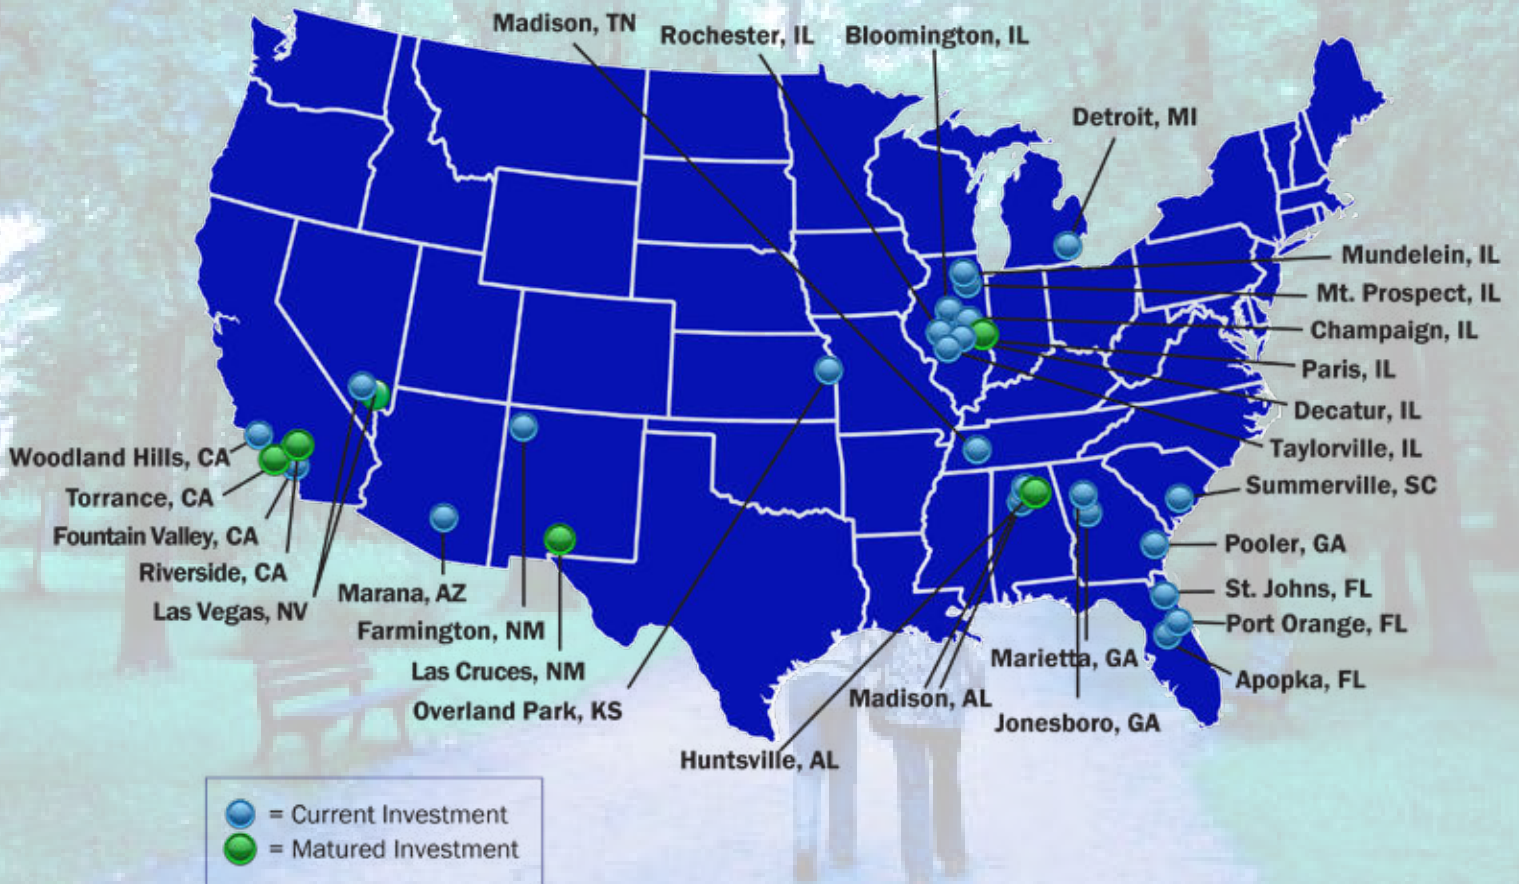 Madison, TN
Rochester, IL
Bloomington, IL
Detroit, MI
Mundelein, IL
Mt. Prospect, IL
Champaign, IL
Paris, IL
Decatur, IL
Taylorville, IL
Summerville, SC
Pooler, GA
St. Johns, FL
Port Orange, FL
Apopka, FL
Woodland Hills, CA
Torrance, CA
Fountain Valley, CA
Riverside, CA
Las Vegas, NV
Marana, AZ
Farmington, NM
Las Cruces, NM
Overland Park, KS
Huntsville, AL
Madison, AL
Marietta, GA
Jonesboro, GA
= Current Investment
= Matured Investment